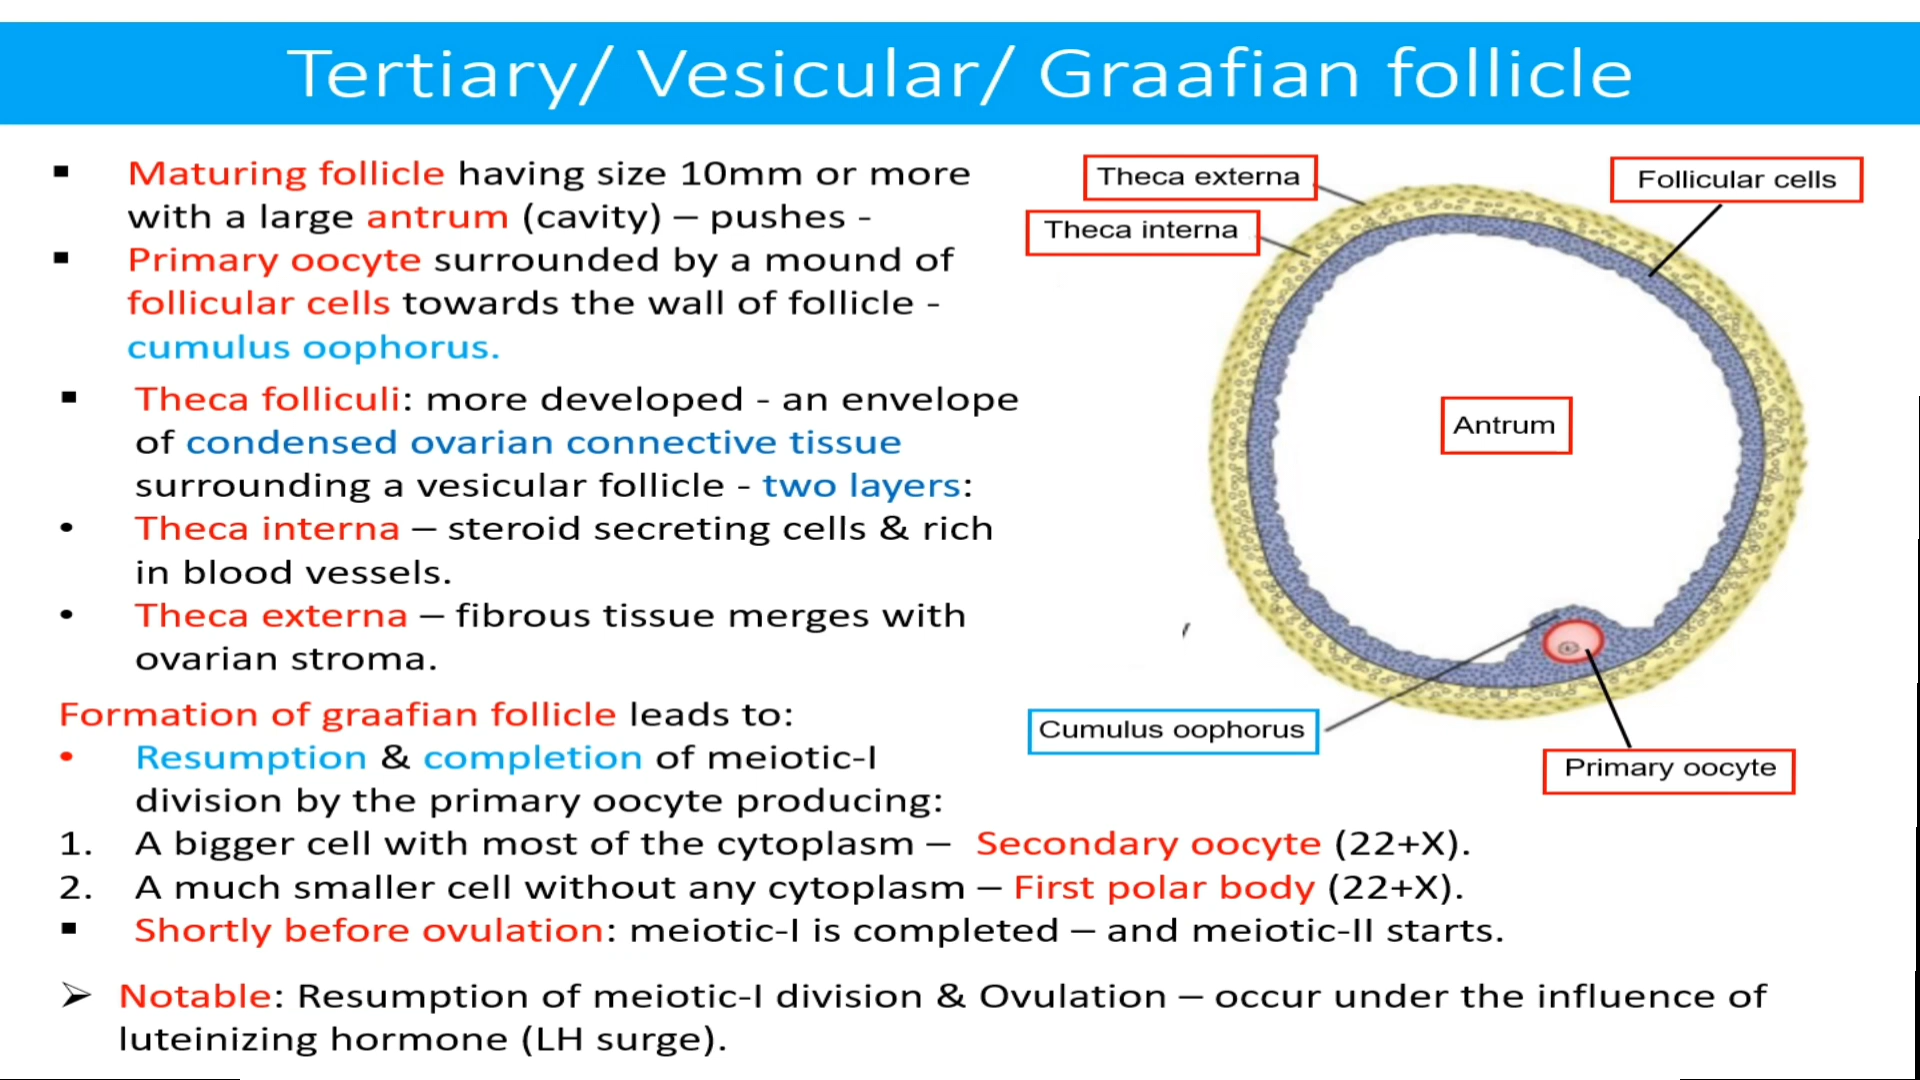 Tertiary/ Vesicular/ Graafian follicle
▪ Maturing follicle having size 10mm or more
with a large antrum (cavity) – pushes -
▪ Primary oocyte surrounded by a mound of
follicular cells towards the wall of follicle -
cumulus oophorus.
▪ Theca folliculi: more developed - an envelope
of condensed ovarian connective tissue
surrounding a vesicular follicle - two layers:
• Theca interna – steroid secreting cells & rich
in blood vessels.
• Theca externa – fibrous tissue merges with
ovarian stroma.
Formation of graafian follicle leads to:
• Resumption & completion of meiotic-I
division by the primary oocyte producing:
1. A bigger cell with most of the cytoplasm – Secondary oocyte (22+X).
2. A much smaller cell without any cytoplasm – First polar body (22+X).
▪ Shortly before ovulation: meiotic-I is completed – and meiotic-II starts.
➢ Notable: Resumption of meiotic-I division & Ovulation – occur under the influence of
luteinizing hormone (LH surge).
Theca externa
Follicular cells
Theca interna
Antrum
Cumulus oophorus
Primary oocyte